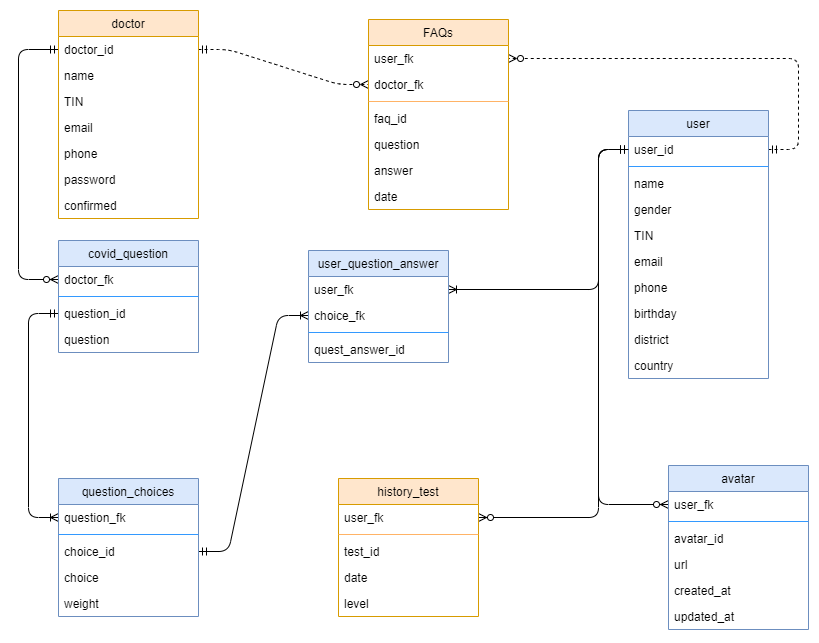 doctor
doctor_id
name
TIN
email
phone
password
confirmed
FAQs
user_fk
doctor_fk
faq_id
question
answer
date
user
user_id
name
gender
TIN
email
phone
birthday
district
country
covid_question
doctor_fk
question_id
question
user_question_answer
user_fk
choice_fk
quest_answer_id
question_choices
question_fk
choice_id
choice
weight
history_test
user_fk
test_id
date
level
avatar
user_fk
avatar_id
url
created_at
updated_at